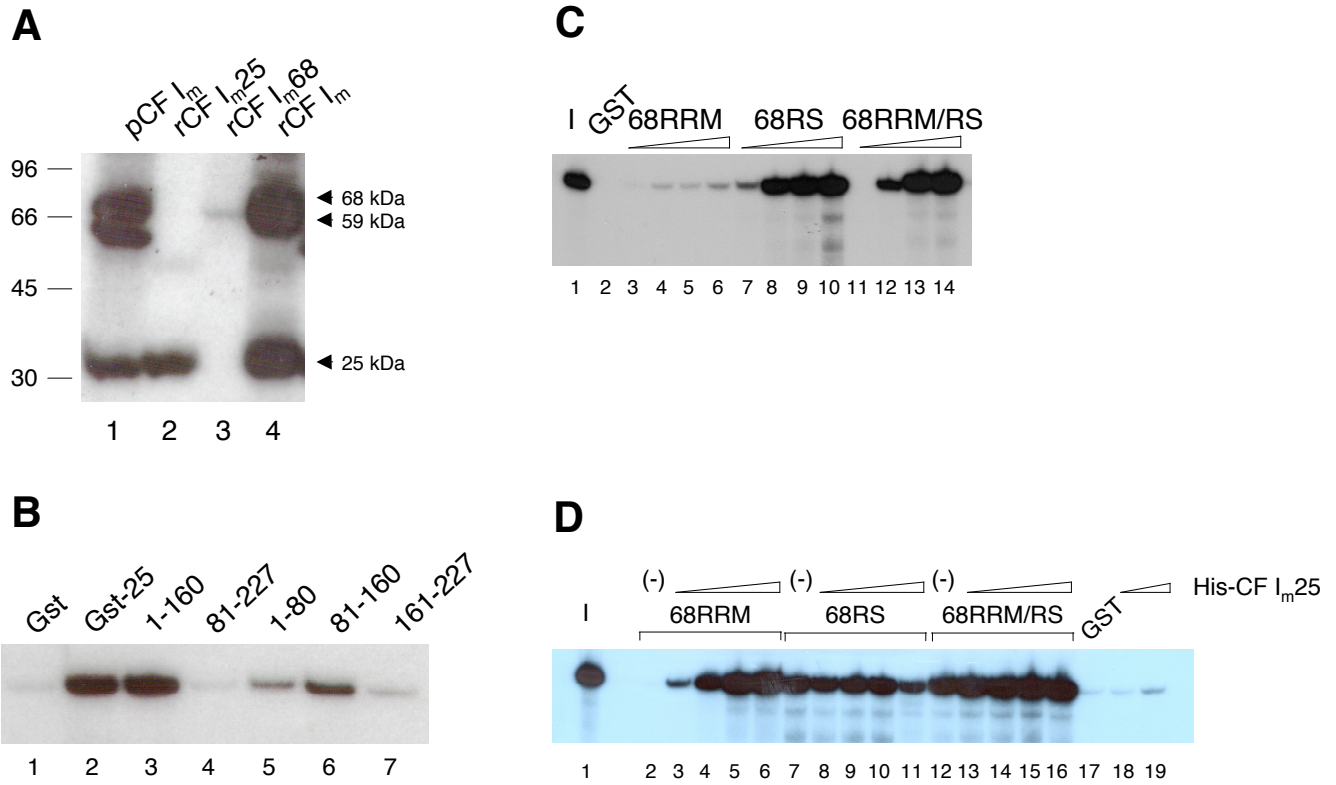 A
pCF Im
rCF Im25
rCF Im68
rCF Im
96
66
45
30
68 kDa
59 kDa
25 kDa
1 2 3 4
B
Gst
Gst-25
1-160
81-227
1-80
81-160
161-227
1 2 3 4 5 6 7
C
I GST 68RRM 68RS 68RRM/RS
1 2 3 4 5 6 7 8 9 10 11 12 13 14
D
(-) (-) (-) His-CF Im25
I 68RRM 68RS 68RRM/RS GST
1 2 3 4 5 6 7 8 9 10 11 12 13 14 15 16 17 18 19